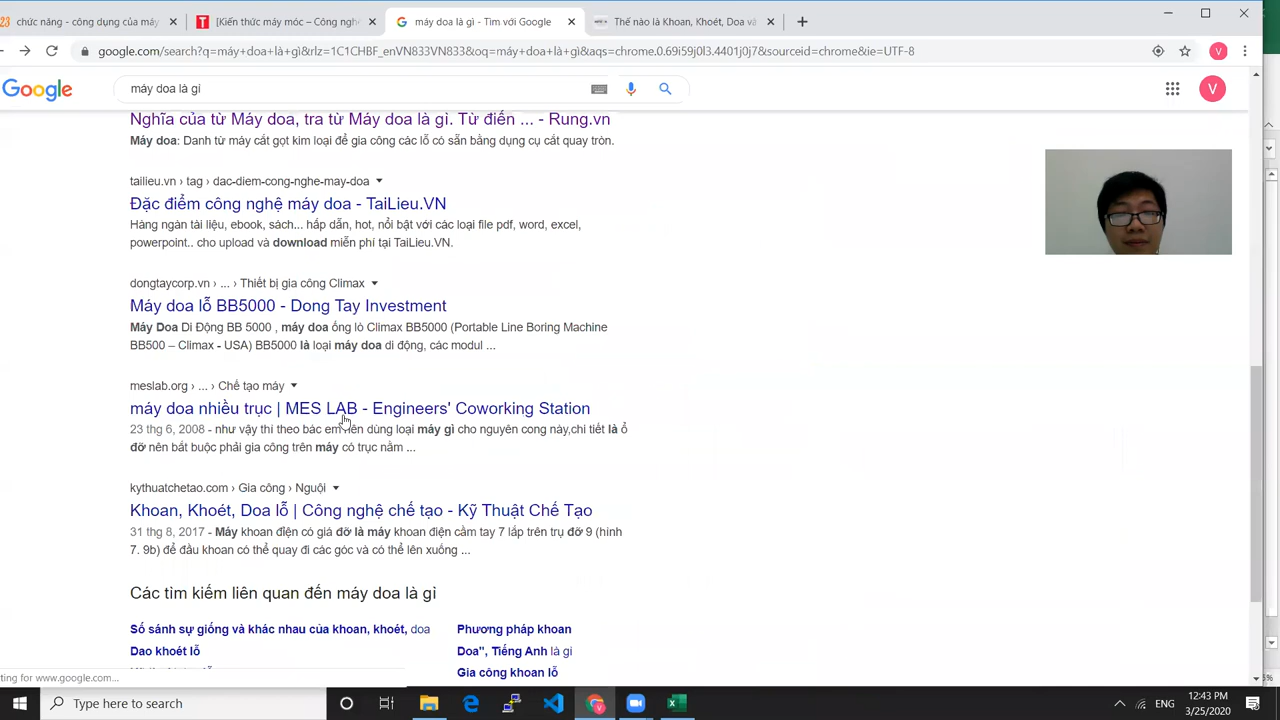 23 chức năng - công dụng của máy
[Kiến thức máy móc – Công nghệ
máy doa là gì - Tìm với Google
Thế nào là Khoan, Khoét, Doa và
google.com/search?q=máy+doa+là+gì&rlz=1C1CHBF_enVN833VN833&oq=máy+doa+là+gì&aqs=chrome.0.69i59j0l3.4401j0j7&sourceid=chrome&ie=UTF-8
V
Google
máy doa là gì
V
Nghĩa của từ Máy doa, tra từ Máy doa là gì. Từ điển ... - Rung.vn
Máy doa: Danh từ máy cắt gọt kim loại để gia công các lỗ có sẵn bằng dụng cụ cắt quay tròn.
tailieu.vn › tag › dac-diem-cong-nghe-may-doa
Đặc điểm công nghệ máy doa - TaiLieu.VN
Hàng ngàn tài liệu, ebook, sách... hấp dẫn, hot, nổi bật với các loại file pdf, word, excel,
powerpoint.. cho upload và download miễn phí tại TaiLieu.VN.
dongtaycorp.vn › ... › Thiết bị gia công Climax
Máy doa lỗ BB5000 - Dong Tay Investment
Máy Doa Di Động BB 5000 , máy doa ống lò Climax BB5000 (Portable Line Boring Machine
BB500 – Climax - USA) BB5000 là loại máy doa di động, các modul ...
meslab.org › ... › Chế tạo máy
máy doa nhiều trục | MES LAB - Engineers' Coworking Station
23 thg 6, 2008 - như vậy thì theo bác em nên dùng loại máy gì cho nguyên cong này,chi tiết là ổ
đỡ nên bắt buộc phải gia công trên máy có trục nằm ...
kythuatchetao.com › Gia công › Nguội
Khoan, Khoét, Doa lỗ | Công nghệ chế tạo - Kỹ Thuật Chế Tạo
31 thg 8, 2017 - Máy khoan điện có giá đỡ là máy khoan điện cầm tay 7 lắp trên trụ đỡ 9 (hình
7. 9b) để đầu khoan có thể quay đi các góc và có thể lên xuống ...
Các tìm kiếm liên quan đến máy doa là gì
Số sánh sự giống và khác nhau của khoan, khoét, doa
Phương pháp khoan
Dao khoét lỗ
Doa", Tiếng Anh là gì
Gia công khoan lỗ
ting for www.google.com...
Type here to search
ENG
12:43 PM
3/25/2020